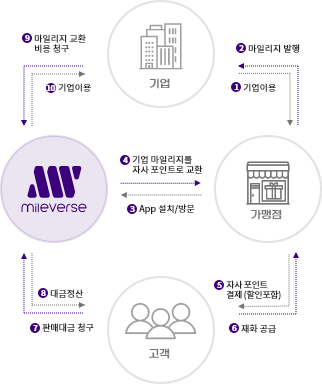 ❾ 마일리지 교환
비용 청구
❿ 기업이용
기업
❷ 마일리지 발행
❶ 기업이용
mileverse
❹ 기업 마일리지를
자사 포인트로 교환
❸ App 설치/방문
가맹점
❽ 대금정산
❼ 판매대금 청구
고객
❺ 자사 포인트
결제 (할인포함)
❻ 재화 공급